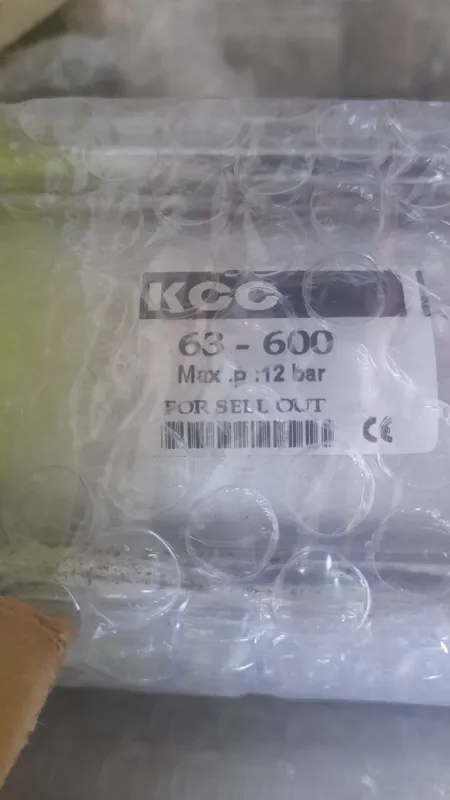 KCC
63 - 600
Max .p :12 bar
FOR SELL OUT
CE